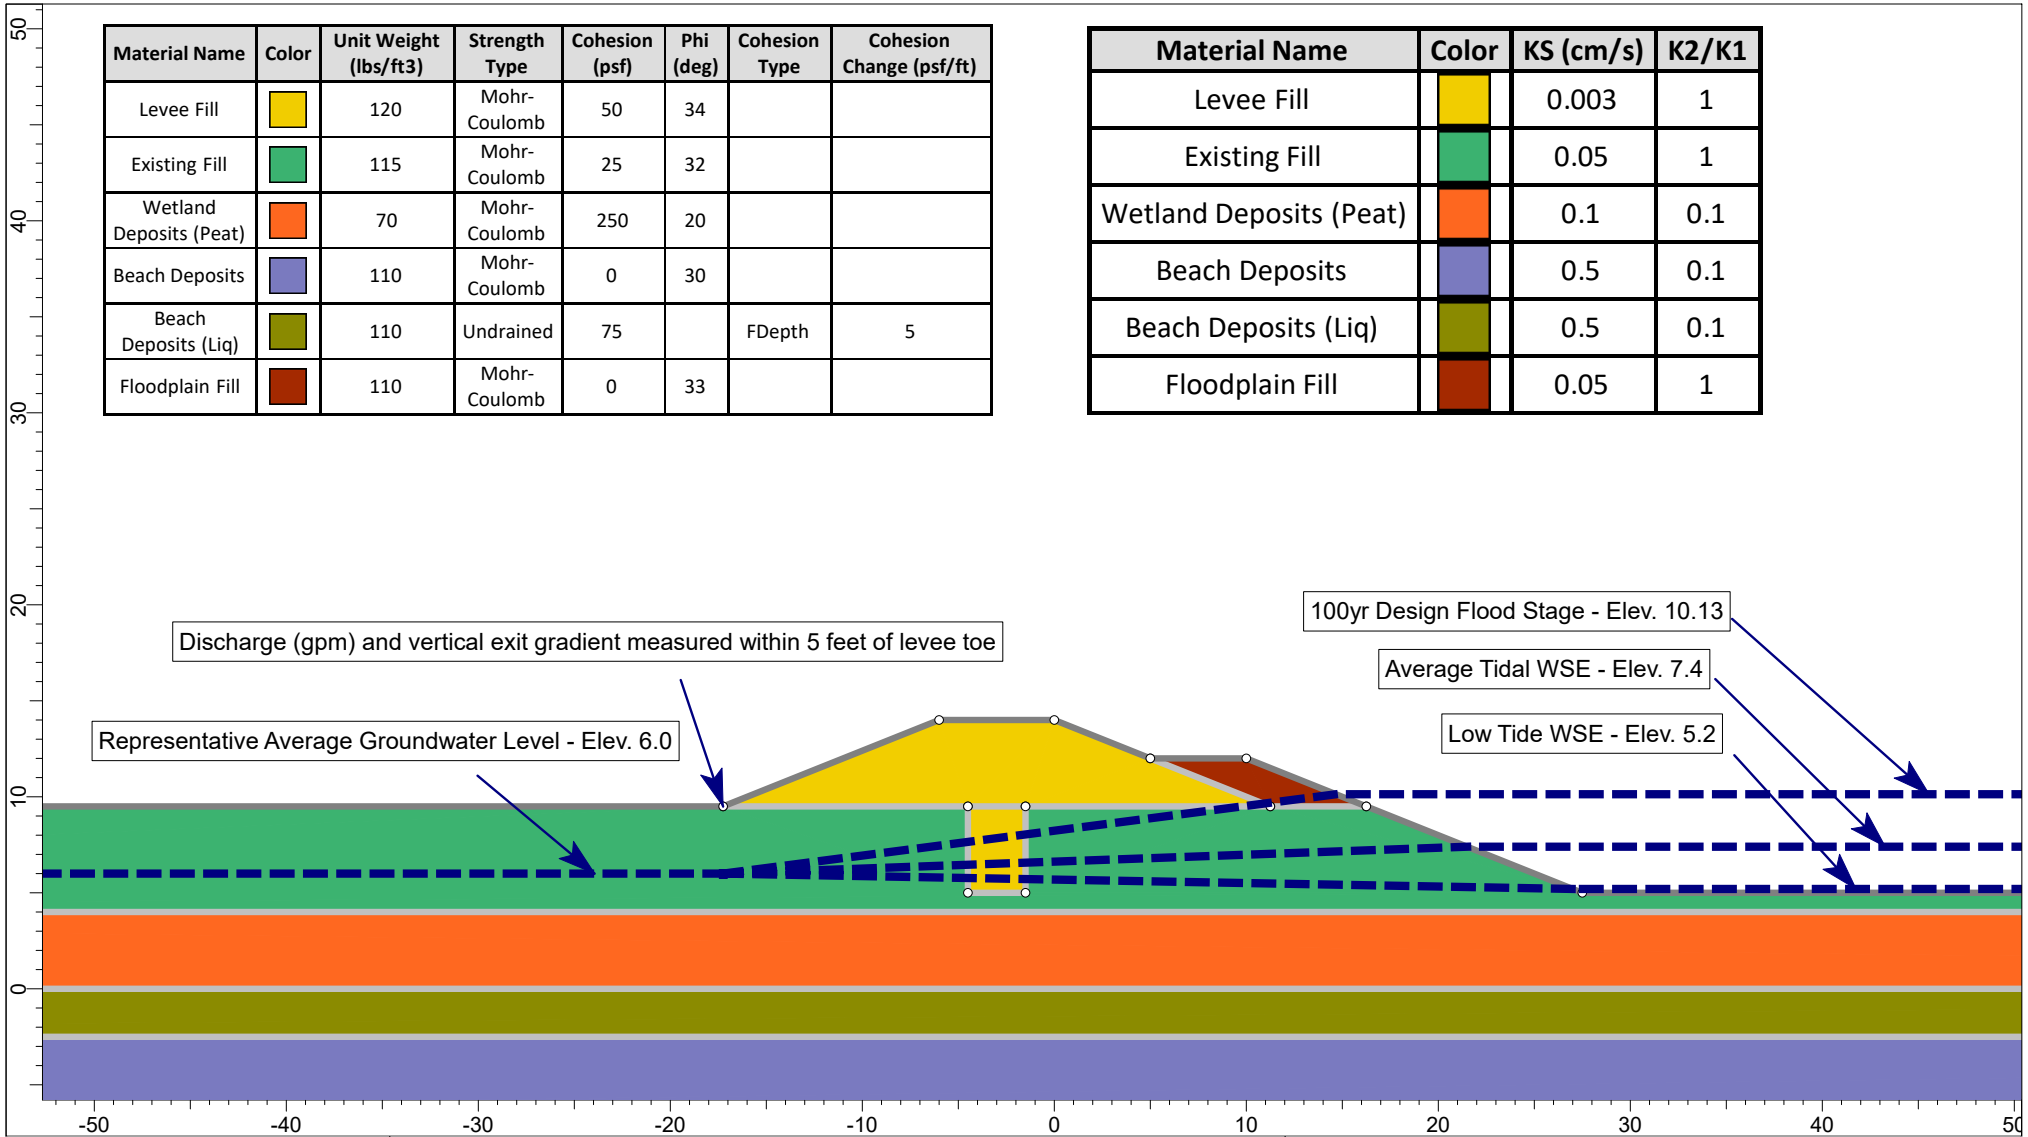 Material Name Color Unit Weight (lbs/ft3) Strength Type Cohesion (psf) Phi (deg) Cohesion Type Cohesion Change (psf/ft)
Levee Fill 120 Mohr-Coulomb 50 34
Existing Fill 115 Mohr-Coulomb 25 32
Wetland Deposits (Peat) 70 Mohr-Coulomb 250 20
Beach Deposits 110 Mohr-Coulomb 0 30
Beach Deposits (Liq) 110 Undrained 75 FDepth 5
Floodplain Fill 110 Mohr-Coulomb 0 33
Material Name Color KS (cm/s) K2/K1
Levee Fill 0.003 1
Existing Fill 0.05 1
Wetland Deposits (Peat) 0.1 0.1
Beach Deposits 0.5 0.1
Beach Deposits (Liq) 0.5 0.1
Floodplain Fill 0.05 1
100yr Design Flood Stage - Elev. 10.13
Discharge (gpm) and vertical exit gradient measured within 5 feet of levee toe
Average Tidal WSE - Elev. 7.4
Low Tide WSE - Elev. 5.2
Representative Average Groundwater Level - Elev. 6.0
50
40
30
20
10
0
-50 -40 -30 -20 -10 0 10 20 30 40 50